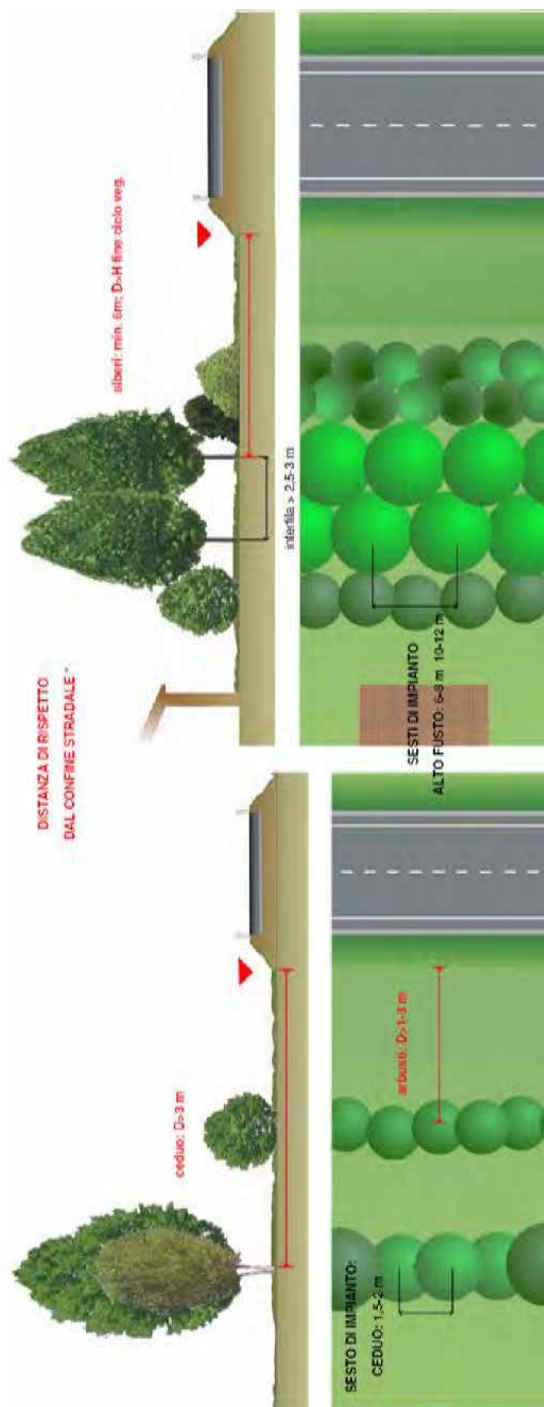 DISTANZA DI RISPETTO
DAL CONFINE STRADALE *
ceduo: D>3 m
alberi: min. 6m; D>H fine ciclo veg.
interfila > 2,5-3 m
SESTO DI IMPIANTO:
CEDUO: 1,5-2 m
arbusti: D>1-3 m
SESTI DI IMPIANTO
ALTO FUSTO: 6-8 m 10-12 m